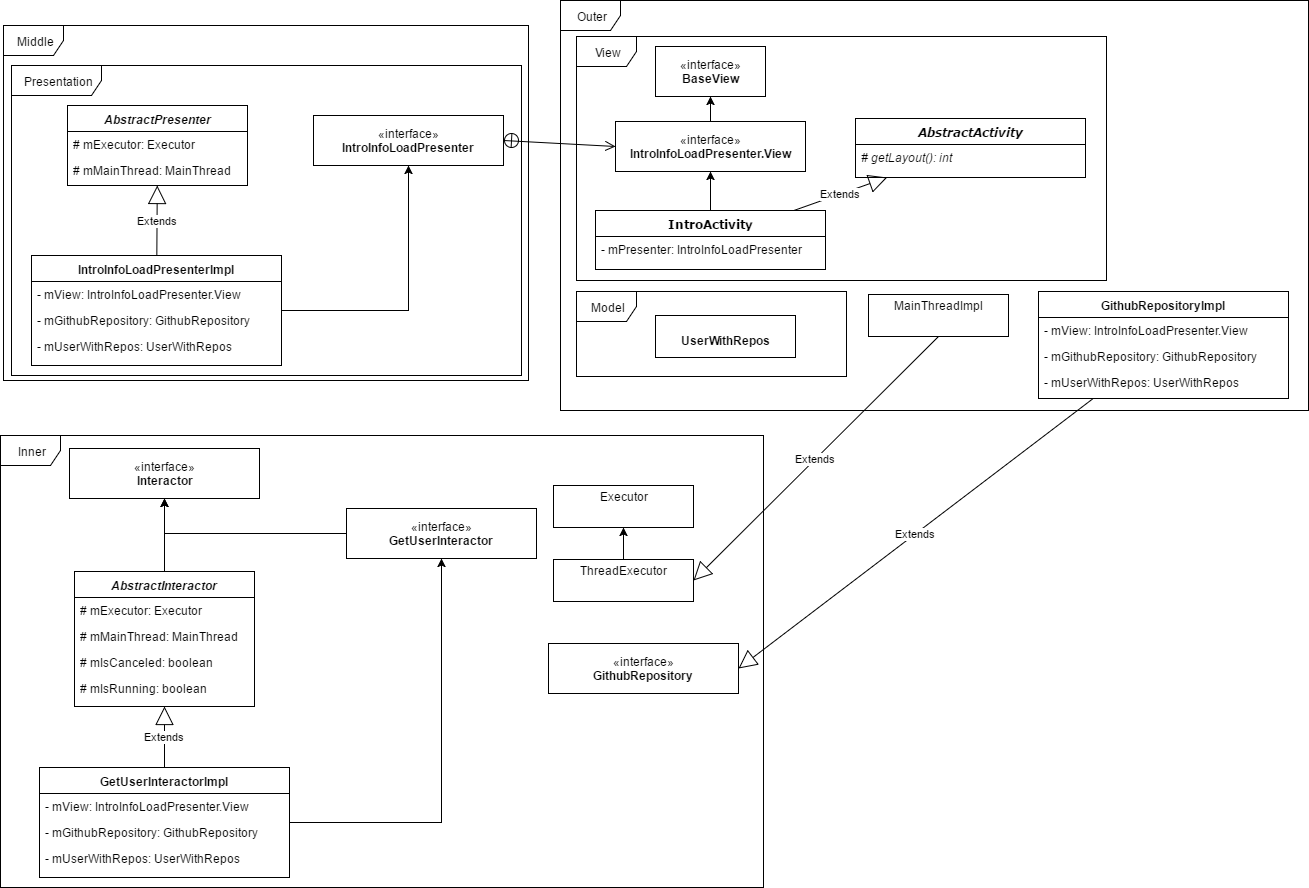 Middle
Presentation
AbstractPresenter
# mExecutor: Executor
# mMainThread: MainThread
Extends
IntroInfoLoadPresenterImpl
- mView: IntroInfoLoadPresenter.View
- mGithubRepository: GithubRepository
- mUserWithRepos: UserWithRepos
«interface»
IntroInfoLoadPresenter
Outer
View
«interface»
BaseView
«interface»
IntroInfoLoadPresenter.View
AbstractActivity
# getLayout(): int
Extends
IntroActivity
- mPresenter: IntroInfoLoadPresenter
Model
UserWithRepos
MainThreadImpl
GithubRepositoryImpl
- mView: IntroInfoLoadPresenter.View
- mGithubRepository: GithubRepository
- mUserWithRepos: UserWithRepos
Extends
Extends
Inner
«interface»
Interactor
«interface»
GetUserInteractor
AbstractInteractor
# mExecutor: Executor
# mMainThread: MainThread
# mIsCanceled: boolean
# mIsRunning: boolean
Extends
GetUserInteractorImpl
- mView: IntroInfoLoadPresenter.View
- mGithubRepository: GithubRepository
- mUserWithRepos: UserWithRepos
Executor
ThreadExecutor
«interface»
GithubRepository